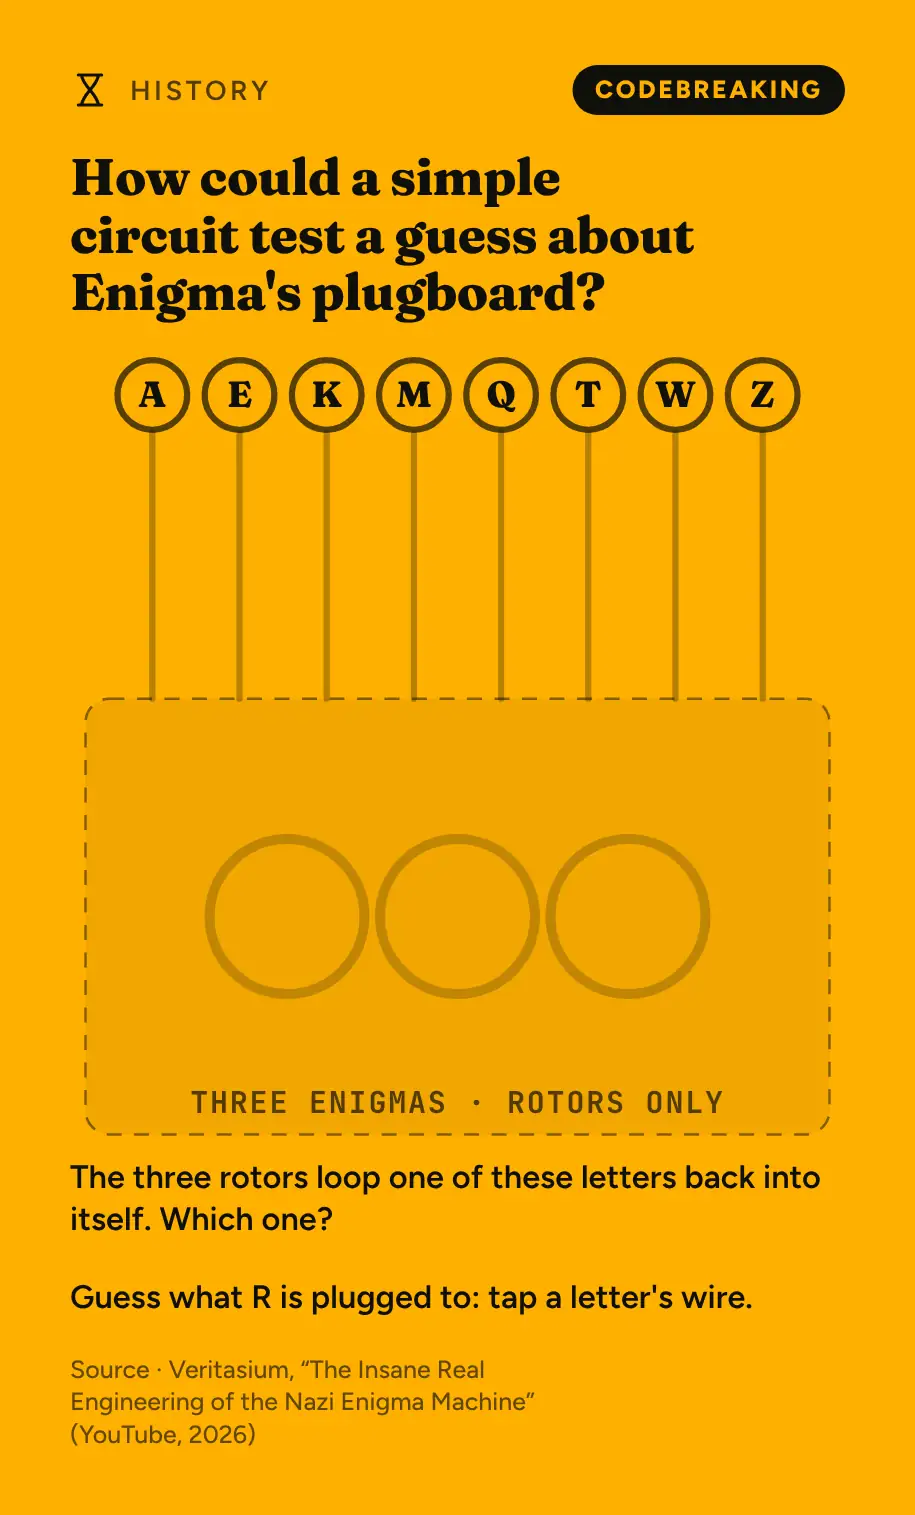 HISTORY
CODEBREAKING
How could a simple
circuit test a guess about
Enigma's plugboard?
A E K M Q T W Z
THREE ENIGMAS · ROTORS ONLY
The three rotors loop one of these letters back into
itself. Which one?
Guess what R is plugged to: tap a letter's wire.
Source · Veritasium, “The Insane Real
Engineering of the Nazi Enigma Machine”
(YouTube, 2026)